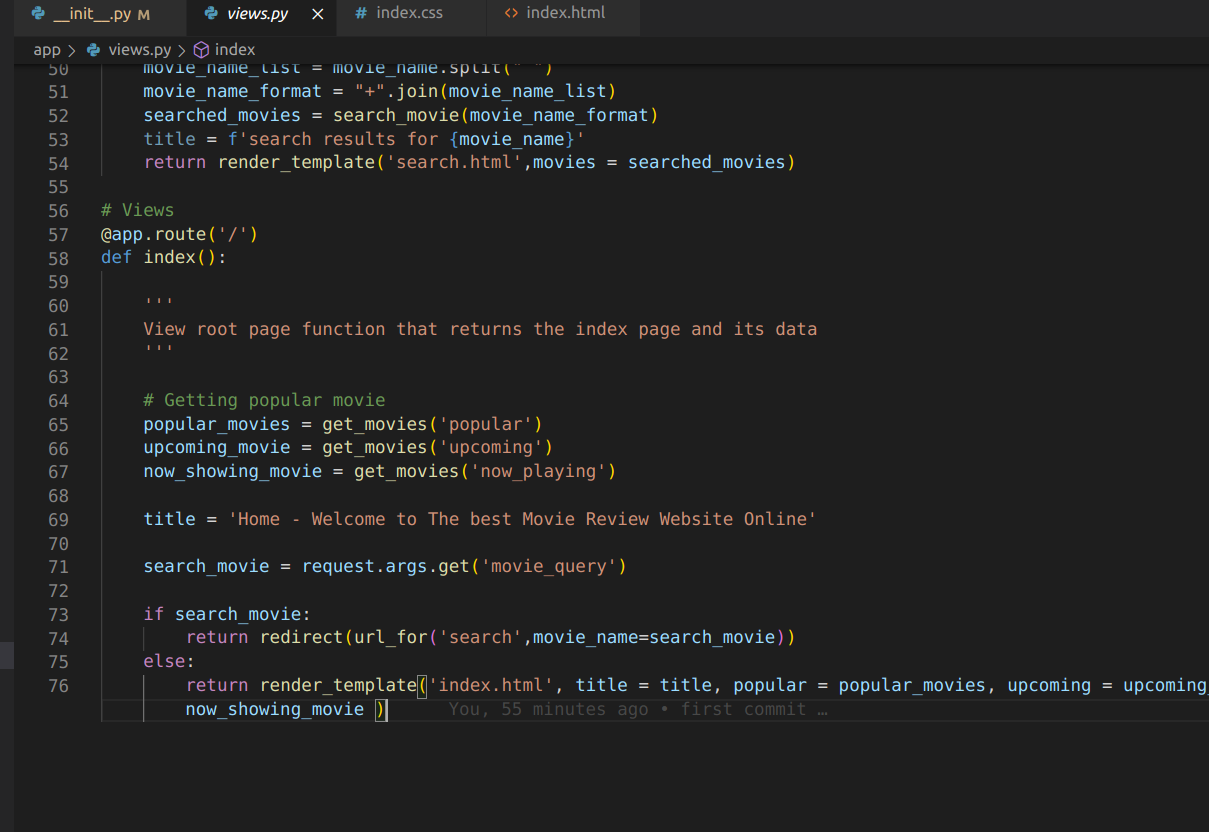 __init__.py M
views.py
# index.css
<> index.html
app > views.py > index
50 movie_name_list = movie_name.split(" ")
51 movie_name_format = "+".join(movie_name_list)
52 searched_movies = search_movie(movie_name_format)
53 title = f'search results for {movie_name}'
54 return render_template('search.html',movies = searched_movies)
55
56 # Views
57 @app.route('/')
58 def index():
59
60 '''
61 View root page function that returns the index page and its data
62 '''
63
64 # Getting popular movie
65 popular_movies = get_movies('popular')
66 upcoming_movie = get_movies('upcoming')
67 now_showing_movie = get_movies('now_playing')
68
69 title = 'Home - Welcome to The best Movie Review Website Online'
70
71 search_movie = request.args.get('movie_query')
72
73 if search_movie:
74 return redirect(url_for('search',movie_name=search_movie))
75 else:
76 return render_template('index.html', title = title, popular = popular_movies, upcoming = upcoming_
now_showing_movie ) You, 55 minutes ago • first commit …